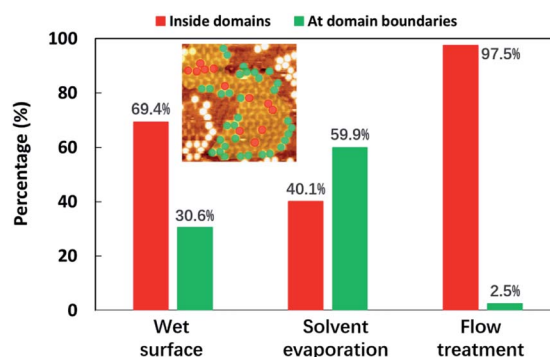 Inside domains At domain boundaries
Percentage (%)
100
80
60
40
20
0
69.4%
30.6%
40.1%
59.9%
97.5%
2.5%
Wet
surface
Solvent
evaporation
Flow
treatment